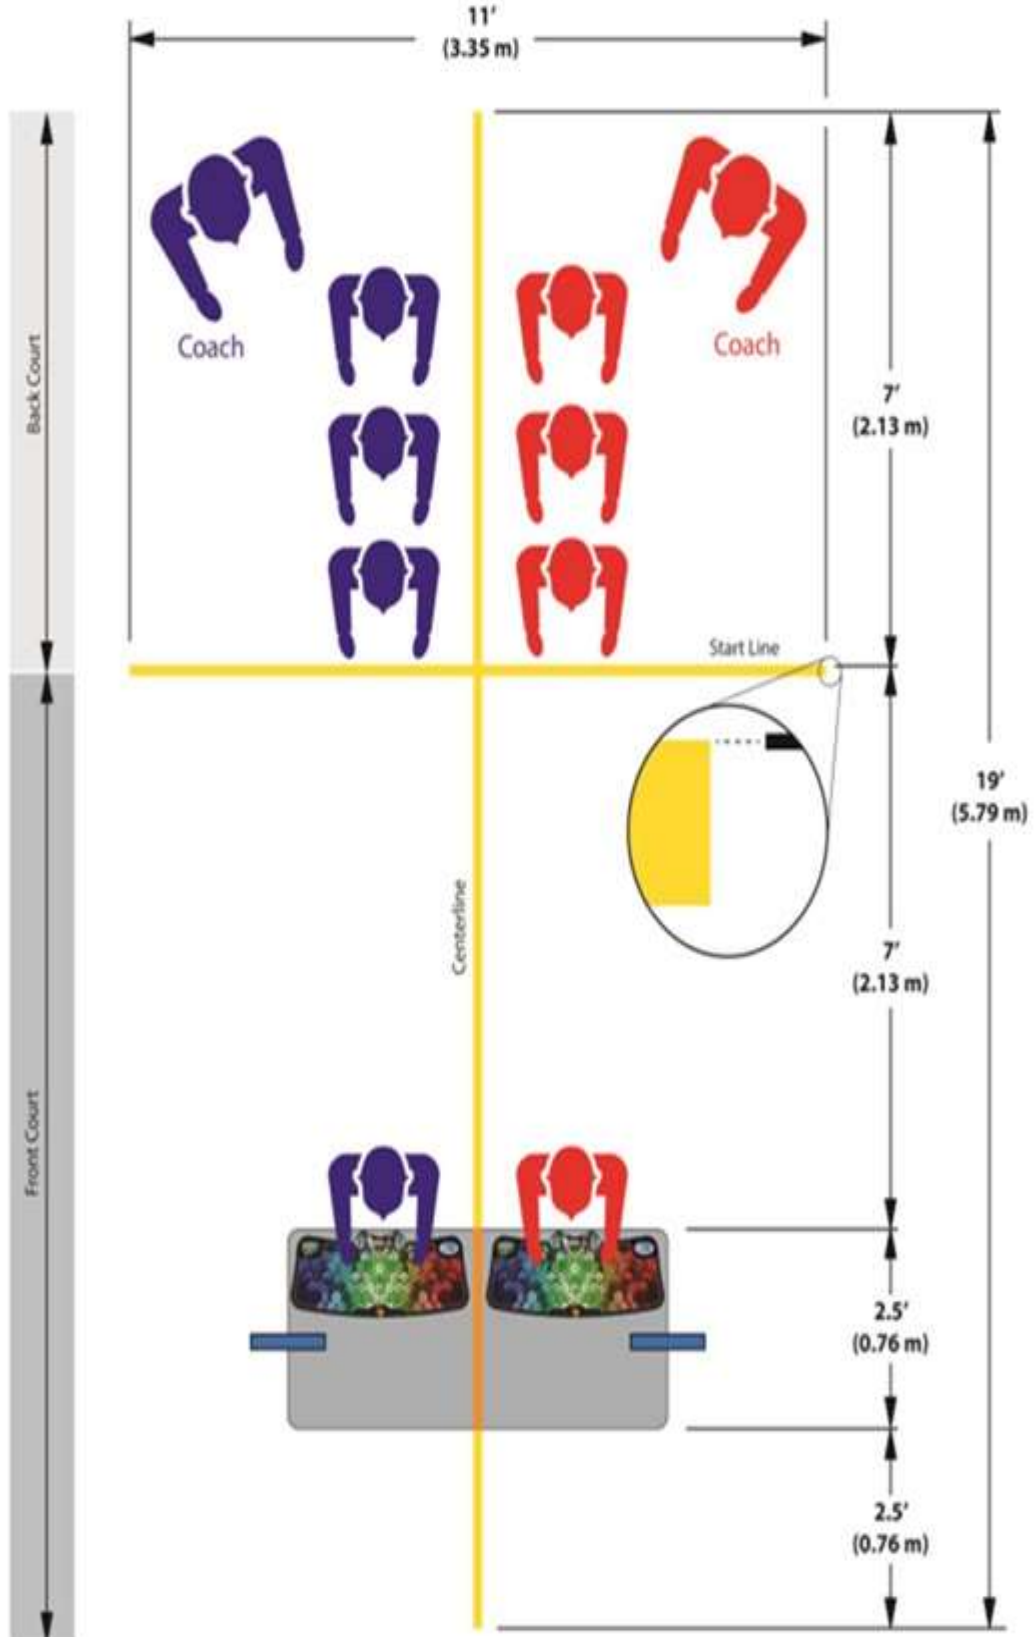 11'
(3.35 m)
Coach
Coach
Back Court
7'
(2.13 m)
Start Line
19'
(5.79 m)
Centerline
7'
(2.13 m)
Front Court
2.5'
(0.76 m)
2.5'
(0.76 m)